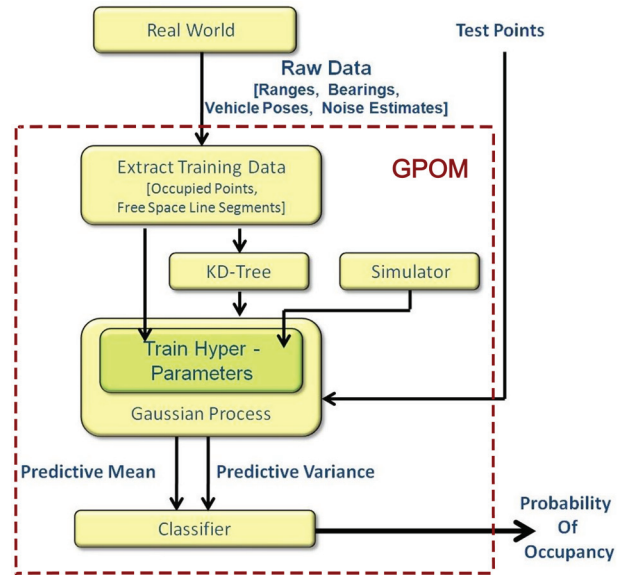 Real World
Test Points
Raw Data
[Ranges, Bearings,
Vehicle Poses, Noise Estimates]
GPOM
Extract Training Data
[Occupied Points,
Free Space Line Segments]
KD-Tree
Simulator
Train Hyper -
Parameters
Gaussian Process
Predictive Mean
Predictive Variance
Classifier
Probability
Of
Occupancy